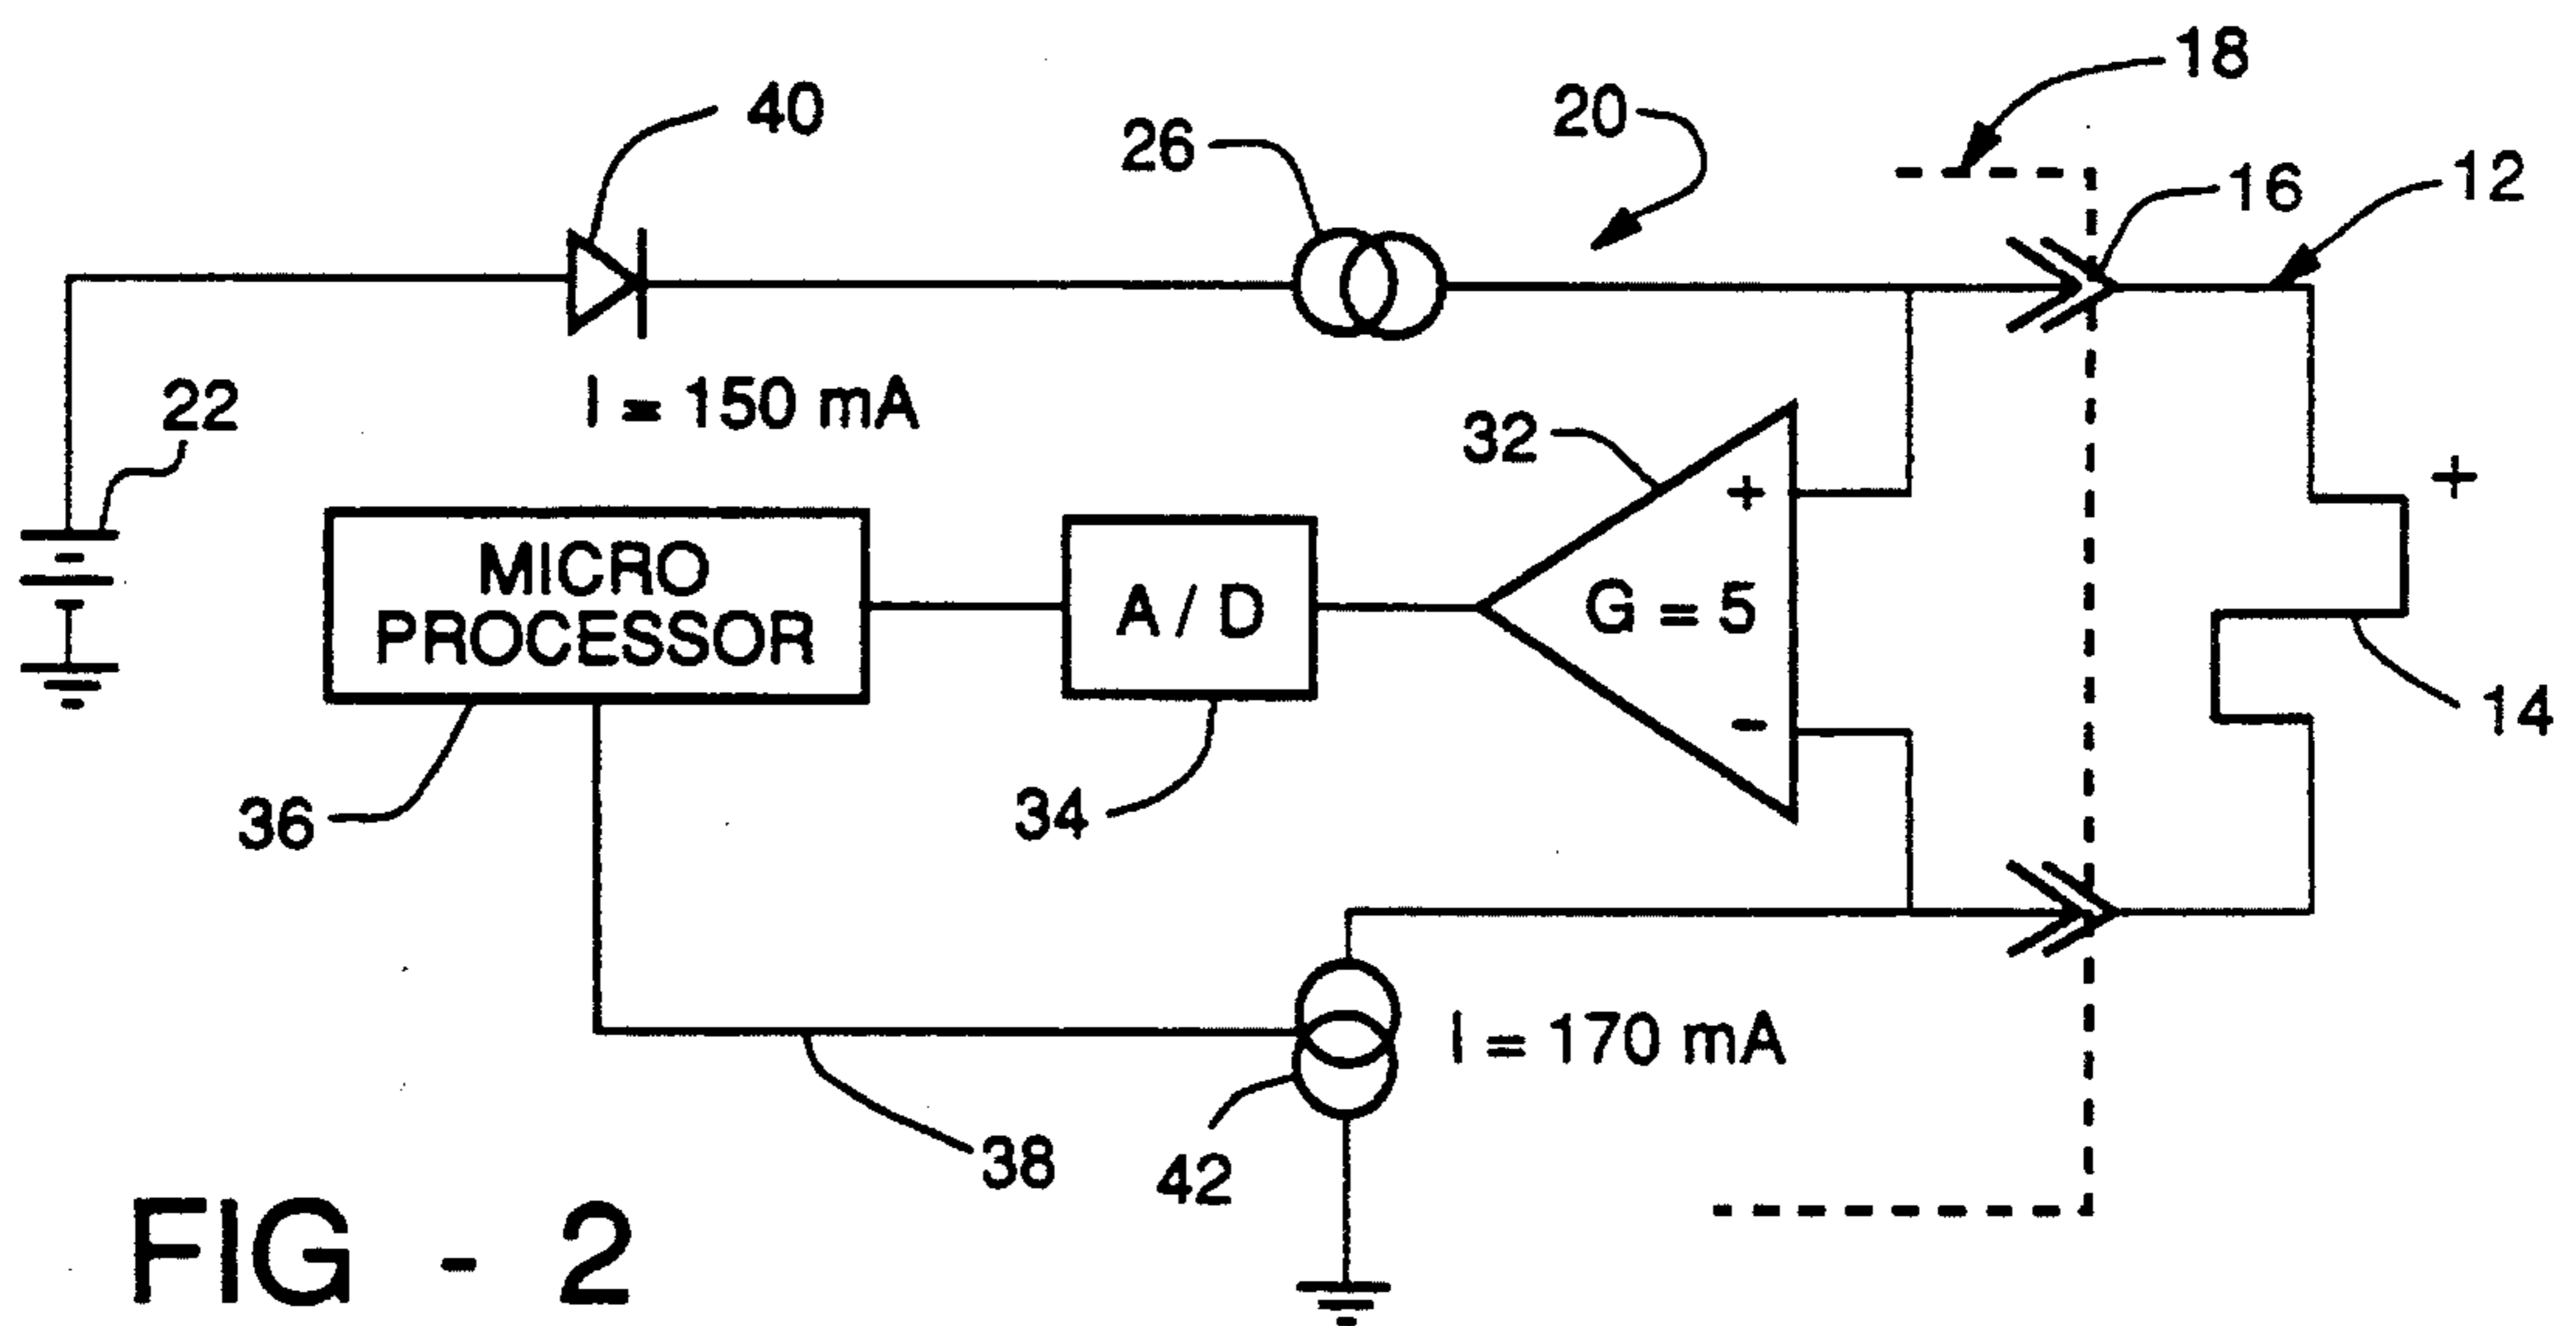 18
40
20
26
12
16
22
I = 150 mA
32
+
+
MICRO
PROCESSOR
A / D
G = 5
-
14
36
34
I = 170 mA
38
42
FIG - 2